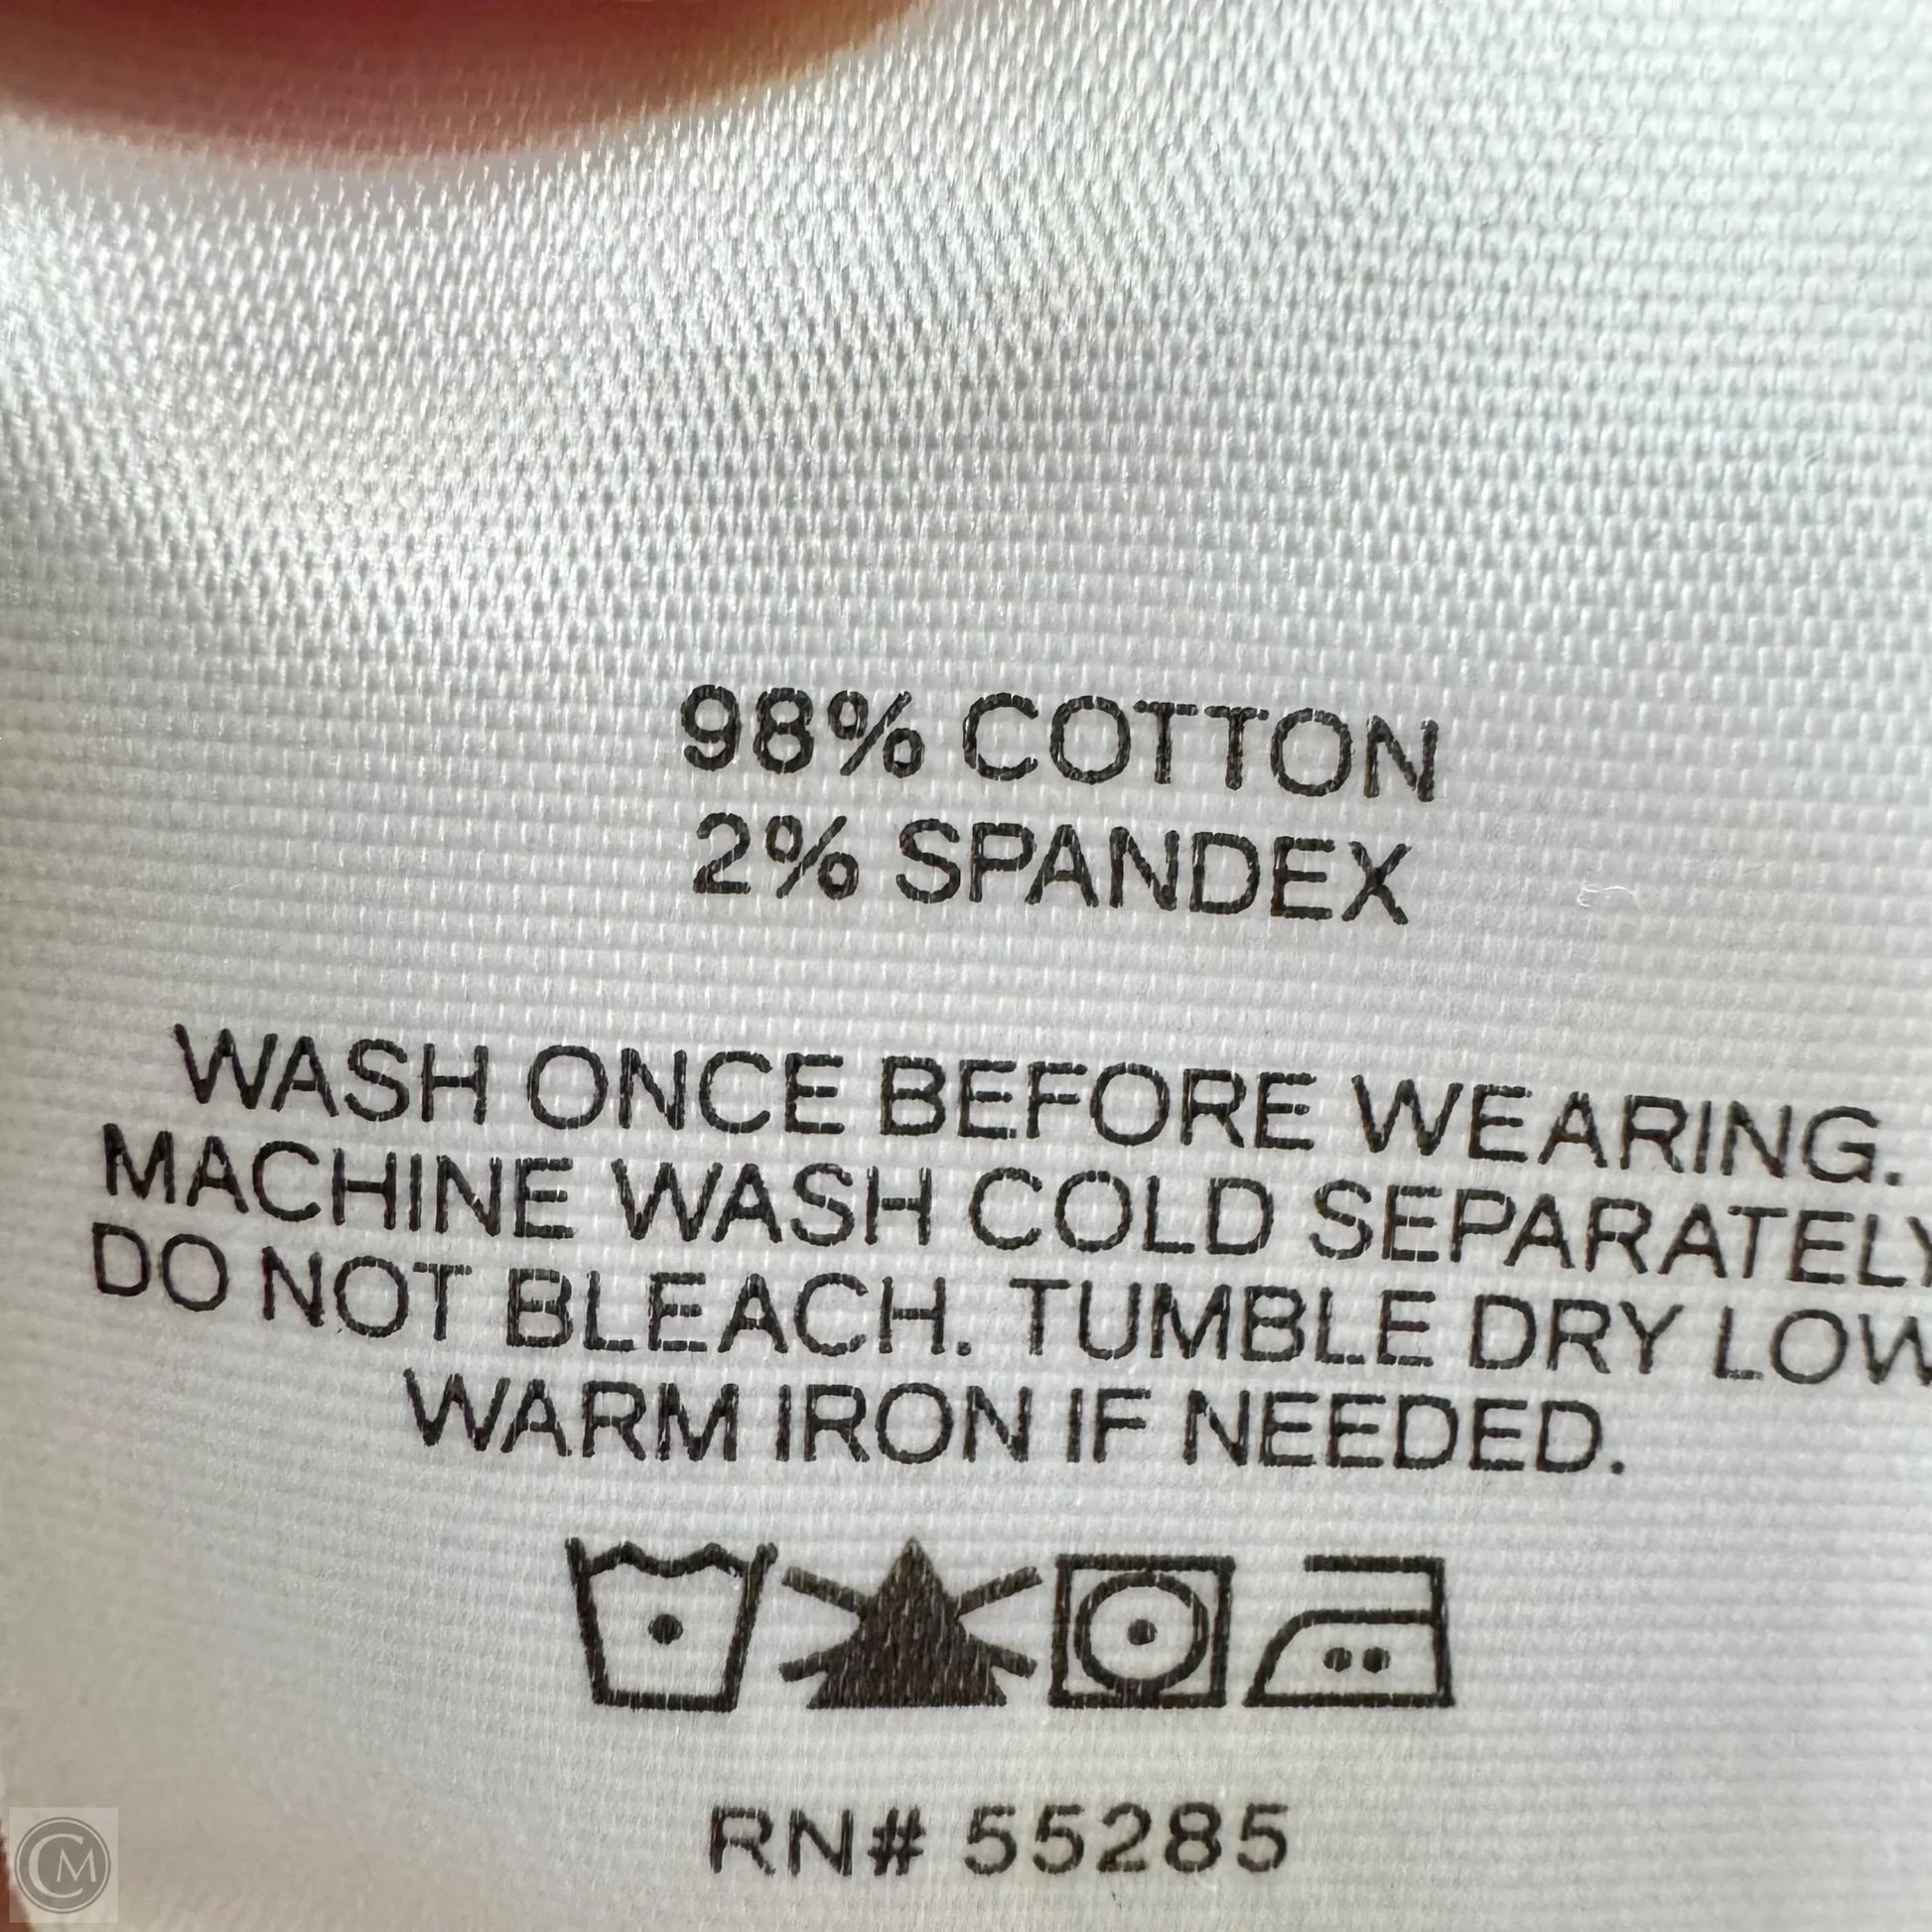 98% COTTON
2% SPANDEX
WASH ONCE BEFORE WEARING.
MACHINE WASH COLD SEPARATELY
DO NOT BLEACH. TUMBLE DRY LOW
WARM IRON IF NEEDED.
RN# 55285
CM